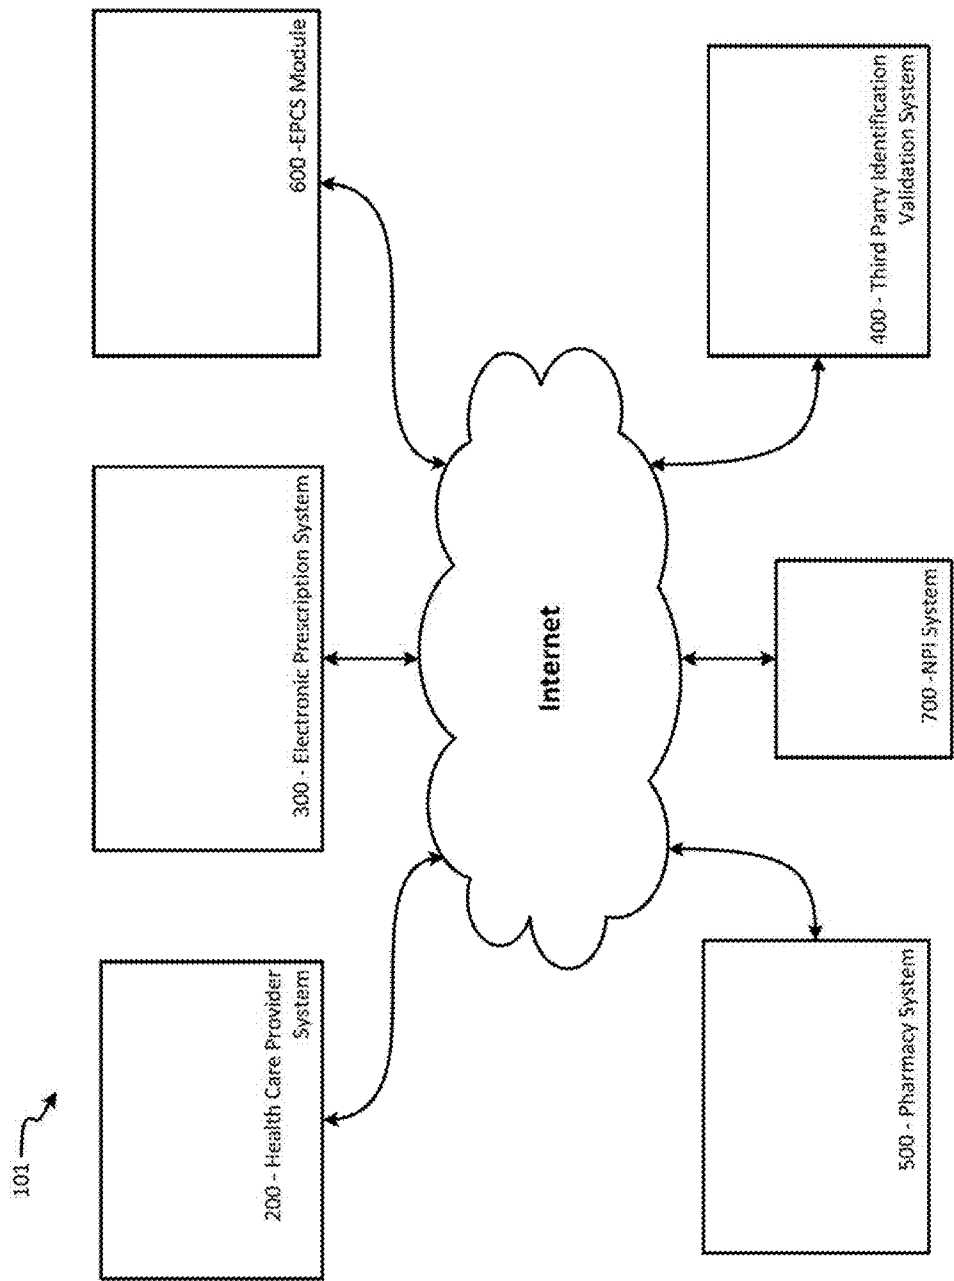 101
200 - Health Care Provider
System
300 - Electronic Prescription System
600 -EPCS Module
Internet
500 - Pharmacy System
700 -NPI System
400 - Third Party Identification
Validation System